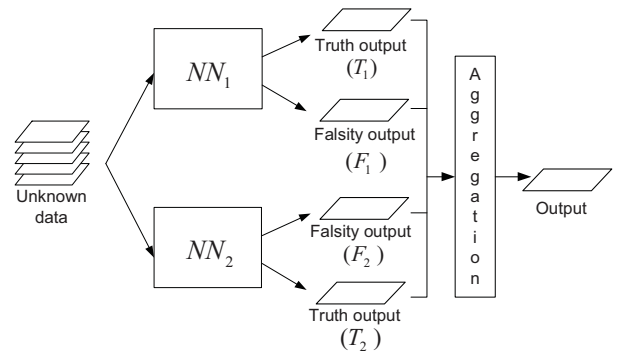 Unknown
data
NN₁
NN₂
Truth output
(T₁)
Falsity output
(F₁)
Falsity output
(F₂)
Truth output
(T₂)
Aggregation
Output